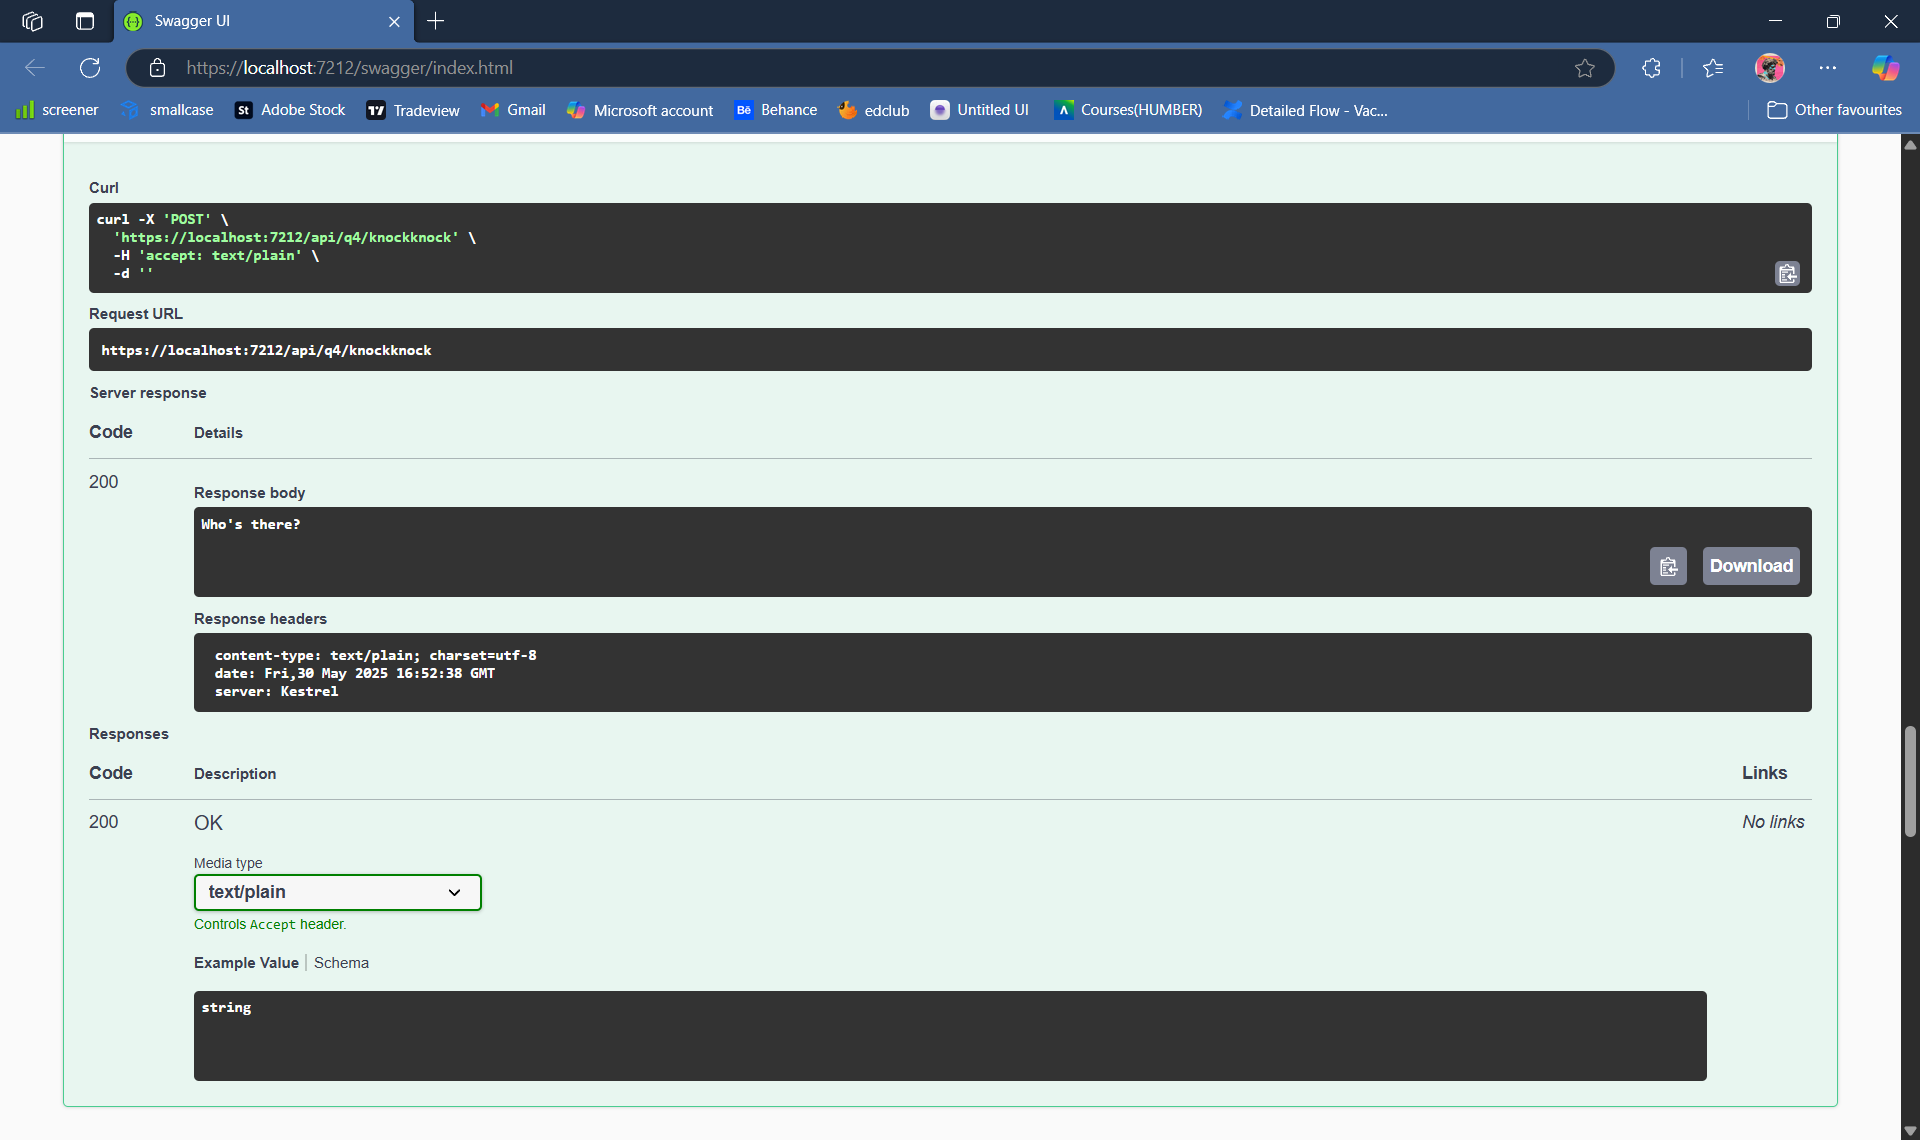 Swagger UI
https://localhost:7212/swagger/index.html
screener
smallcase
St Adobe Stock
Tradeview
Gmail
Microsoft account
Bē Behance
edclub
Untitled UI
Courses(HUMBER)
Detailed Flow - Vac...
Other favourites
Curl
curl -X 'POST' \
'https://localhost:7212/api/q4/knockknock' \
-H 'accept: text/plain' \
-d ''
Request URL
https://localhost:7212/api/q4/knockknock
Server response
Code Details
200
Response body
Who's there?
Download
Response headers
content-type: text/plain; charset=utf-8
date: Fri,30 May 2025 16:52:38 GMT
server: Kestrel
Responses
Code Description Links
200 OK No links
Media type
text/plain
Controls Accept header.
Example Value | Schema
string